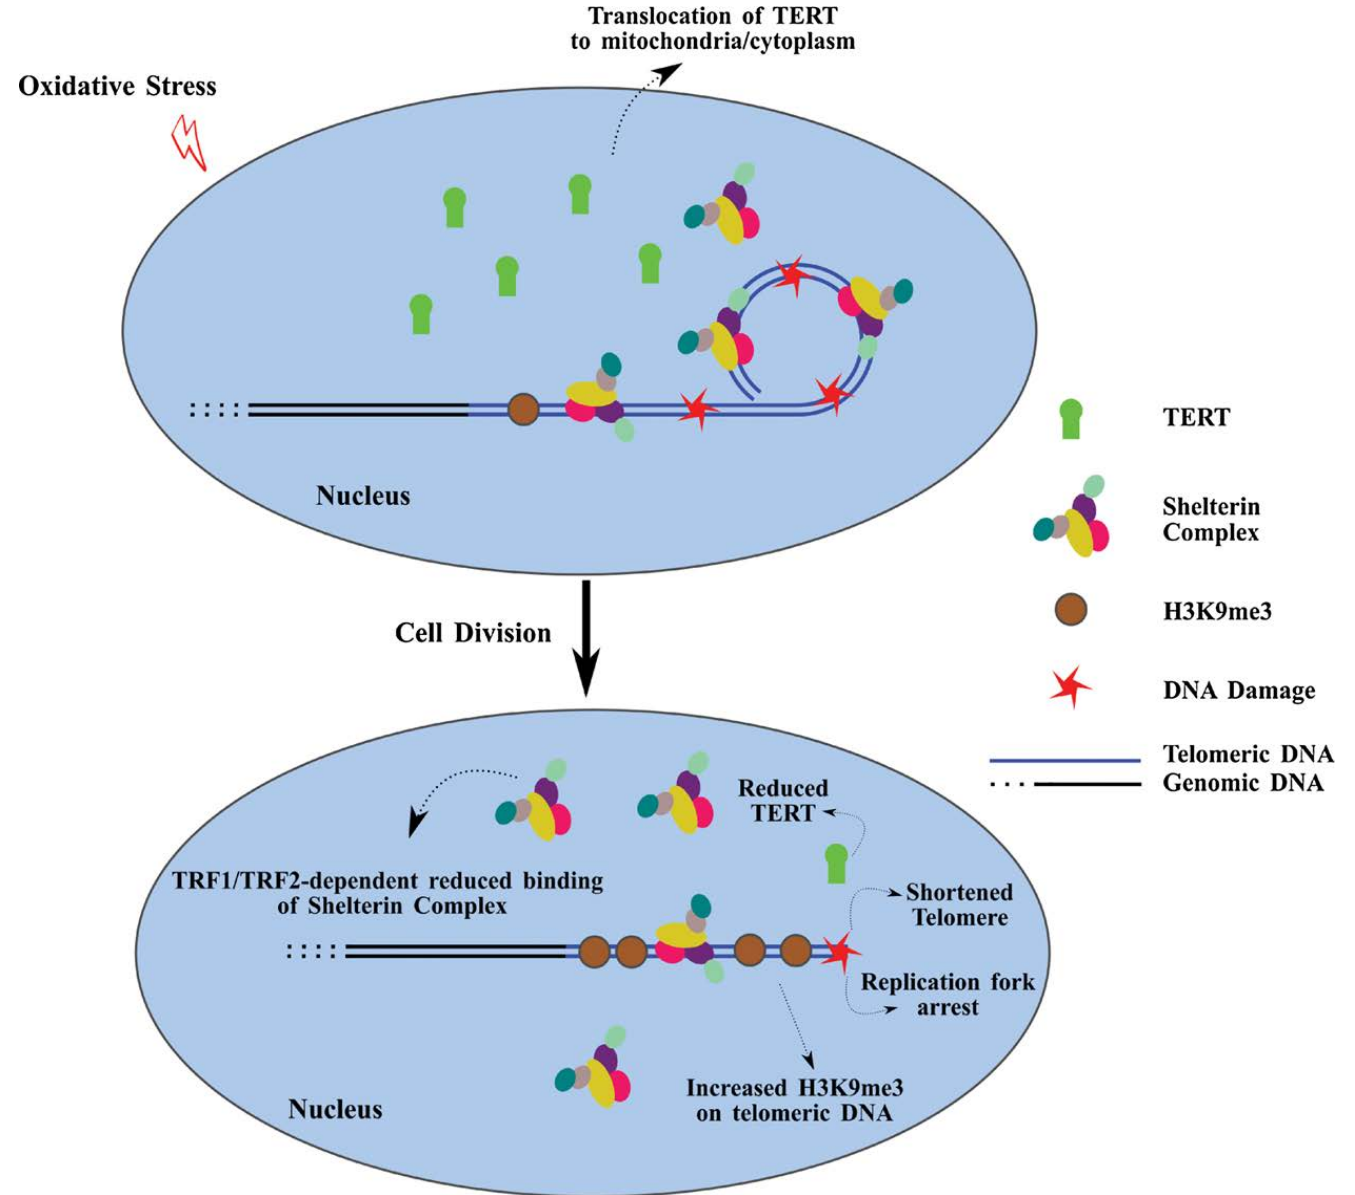 Translocation of TERT
to mitochondria/cytoplasm
Oxidative Stress
Nucleus
Cell Division
TERT
Shelterin
Complex
H3K9me3
DNA Damage
Telomeric DNA
Genomic DNA
Reduced
TERT
TRF1/TRF2-dependent reduced binding
of Shelterin Complex
Shortened
Telomere
Replication fork
arrest
Increased H3K9me3
on telomeric DNA
Nucleus